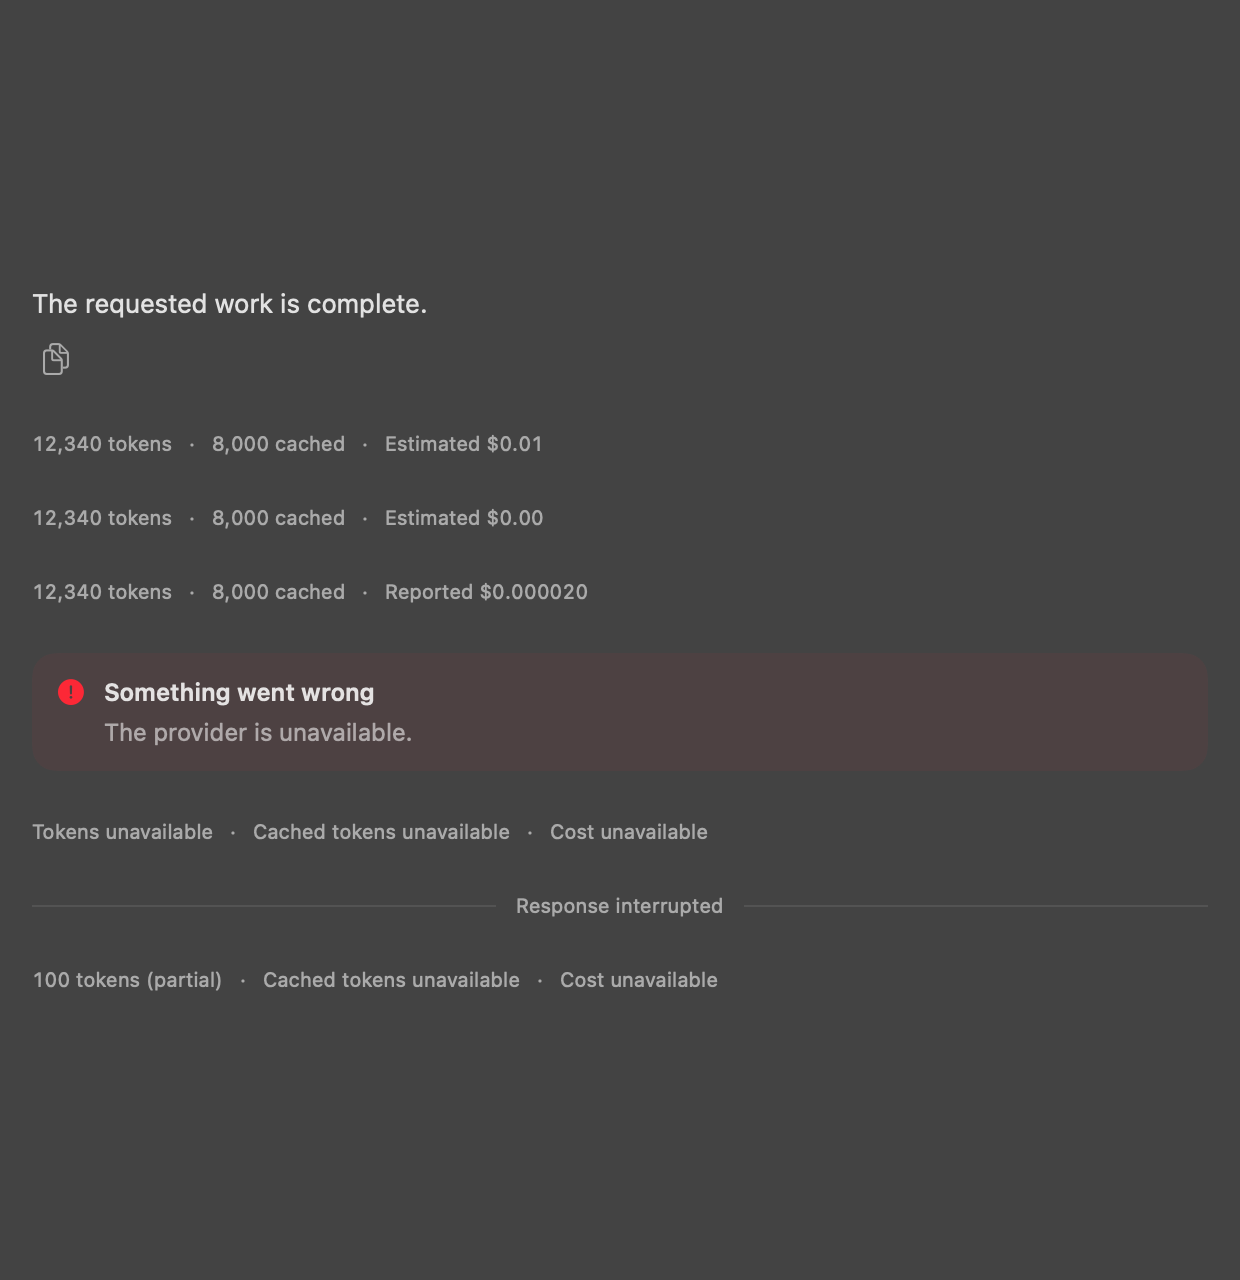 The requested work is complete.
12,340 tokens · 8,000 cached · Estimated $0.01
12,340 tokens · 8,000 cached · Estimated $0.00
12,340 tokens · 8,000 cached · Reported $0.000020
Something went wrong
The provider is unavailable.
Tokens unavailable · Cached tokens unavailable · Cost unavailable
Response interrupted
100 tokens (partial) · Cached tokens unavailable · Cost unavailable